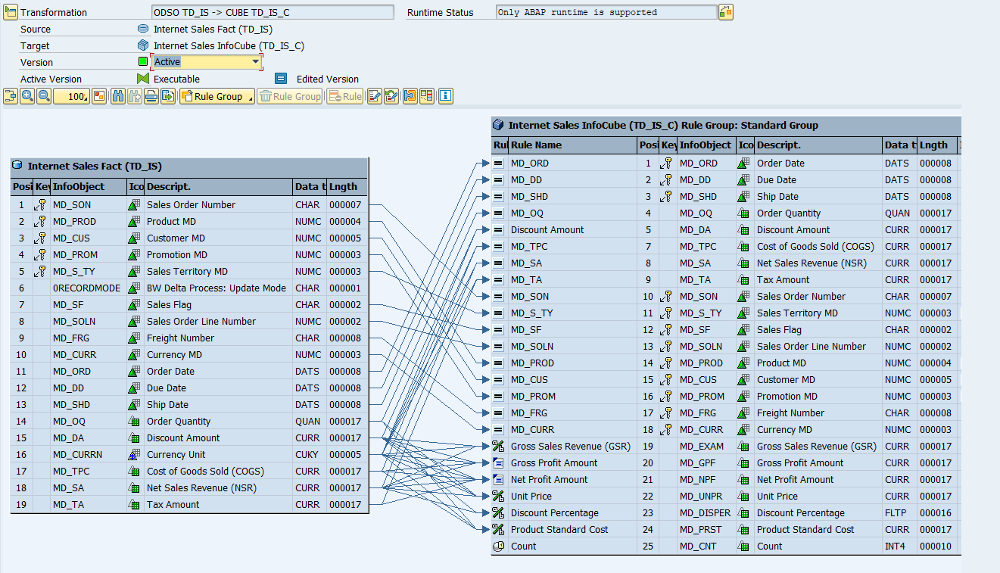 Transformation ODSO TD_IS -> CUBE TD_IS_C Runtime Status Only ABAP runtime is supported
Source Internet Sales Fact (TD_IS)
Target Internet Sales InfoCube (TD_IS_C)
Version Active
Active Version Executable Edited Version
100 Rule Group Rule Group Rule
Internet Sales InfoCube (TD_IS_C) Rule Group: Standard Group
Rul Rule Name Posi Key InfoObject Ico Descript. Data t Lngth
MD_ORD 1 MD_ORD Order Date DATS 000008
MD_DD 2 MD_DD Due Date DATS 000008
MD_SHD 3 MD_SHD Ship Date DATS 000008
MD_OQ 4 MD_OQ Order Quantity QUAN 000017
Discount Amount 5 MD_DA Discount Amount CURR 000017
MD_TPC 7 MD_TPC Cost of Goods Sold (COGS) CURR 000017
MD_SA 8 MD_SA Net Sales Revenue (NSR) CURR 000017
MD_TA 9 MD_TA Tax Amount CURR 000017
MD_SON 10 MD_SON Sales Order Number CHAR 000007
MD_S_TY 11 MD_S_TY Sales Territory MD NUMC 000003
MD_SF 12 MD_SF Sales Flag CHAR 000002
MD_SOLN 13 MD_SOLN Sales Order Line Number NUMC 000002
MD_PROD 14 MD_PROD Product MD NUMC 000004
MD_CUS 15 MD_CUS Customer MD NUMC 000005
MD_PROM 16 MD_PROM Promotion MD NUMC 000003
MD_FRG 17 MD_FRG Freight Number CHAR 000008
MD_CURR 18 MD_CURR Currency MD NUMC 000003
Gross Sales Revenue (GSR) 19 MD_EXAM Gross Sales Revenue (GSR) CURR 000017
Gross Profit Amount 20 MD_GPF Gross Profit Amount CURR 000017
Net Profit Amount 21 MD_NPF Net Profit Amount CURR 000017
Unit Price 22 MD_UNPR Unit Price CURR 000017
Discount Percentage 23 MD_DISPER Discount Percentage FLTP 000016
Product Standard Cost 24 MD_PRST Product Standard Cost CURR 000017
Count 25 MD_CNT Count INT4 000010
Internet Sales Fact (TD_IS)
Posi Key InfoObject Ico Descript. Data t Lngth
1 MD_SON Sales Order Number CHAR 000007
2 MD_PROD Product MD NUMC 000004
3 MD_CUS Customer MD NUMC 000005
4 MD_PROM Promotion MD NUMC 000003
5 MD_S_TY Sales Territory MD NUMC 000003
6 0RECORDMODE BW Delta Process: Update Mode CHAR 000001
7 MD_SF Sales Flag CHAR 000002
8 MD_SOLN Sales Order Line Number NUMC 000002
9 MD_FRG Freight Number CHAR 000008
10 MD_CURR Currency MD NUMC 000003
11 MD_ORD Order Date DATS 000008
12 MD_DD Due Date DATS 000008
13 MD_SHD Ship Date DATS 000008
14 MD_OQ Order Quantity QUAN 000017
15 MD_DA Discount Amount CURR 000017
16 MD_CURRN Currency Unit CUKY 000005
17 MD_TPC Cost of Goods Sold (COGS) CURR 000017
18 MD_SA Net Sales Revenue (NSR) CURR 000017
19 MD_TA Tax Amount CURR 000017